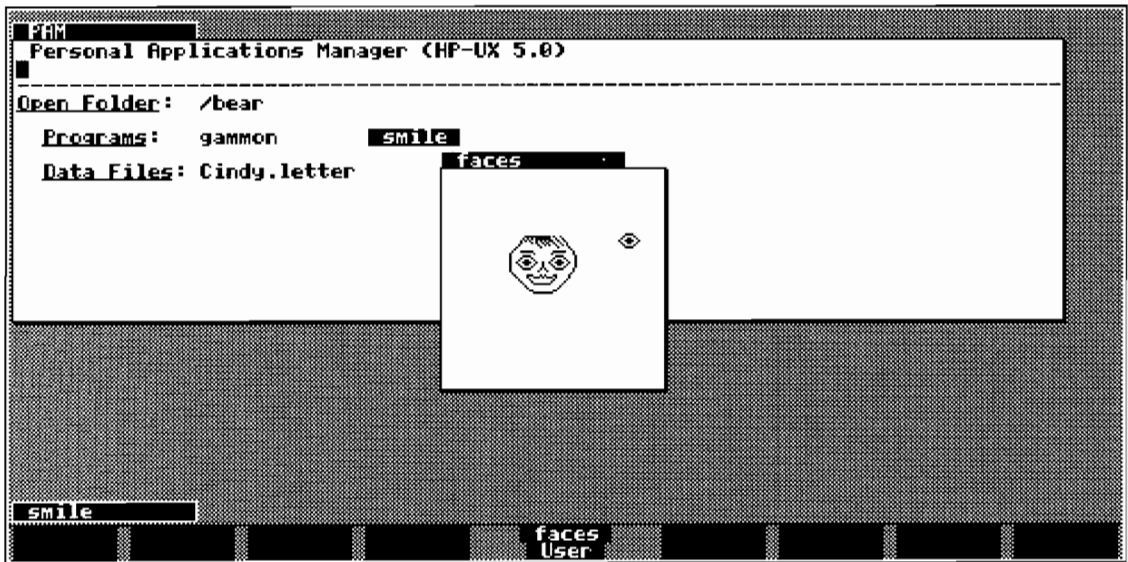 PAM
Personal Applications Manager (HP-UX 5.0)
Open Folder: /bear
Programs: gammon smile
faces
Data Files: Cindy.letter
smile
faces
User